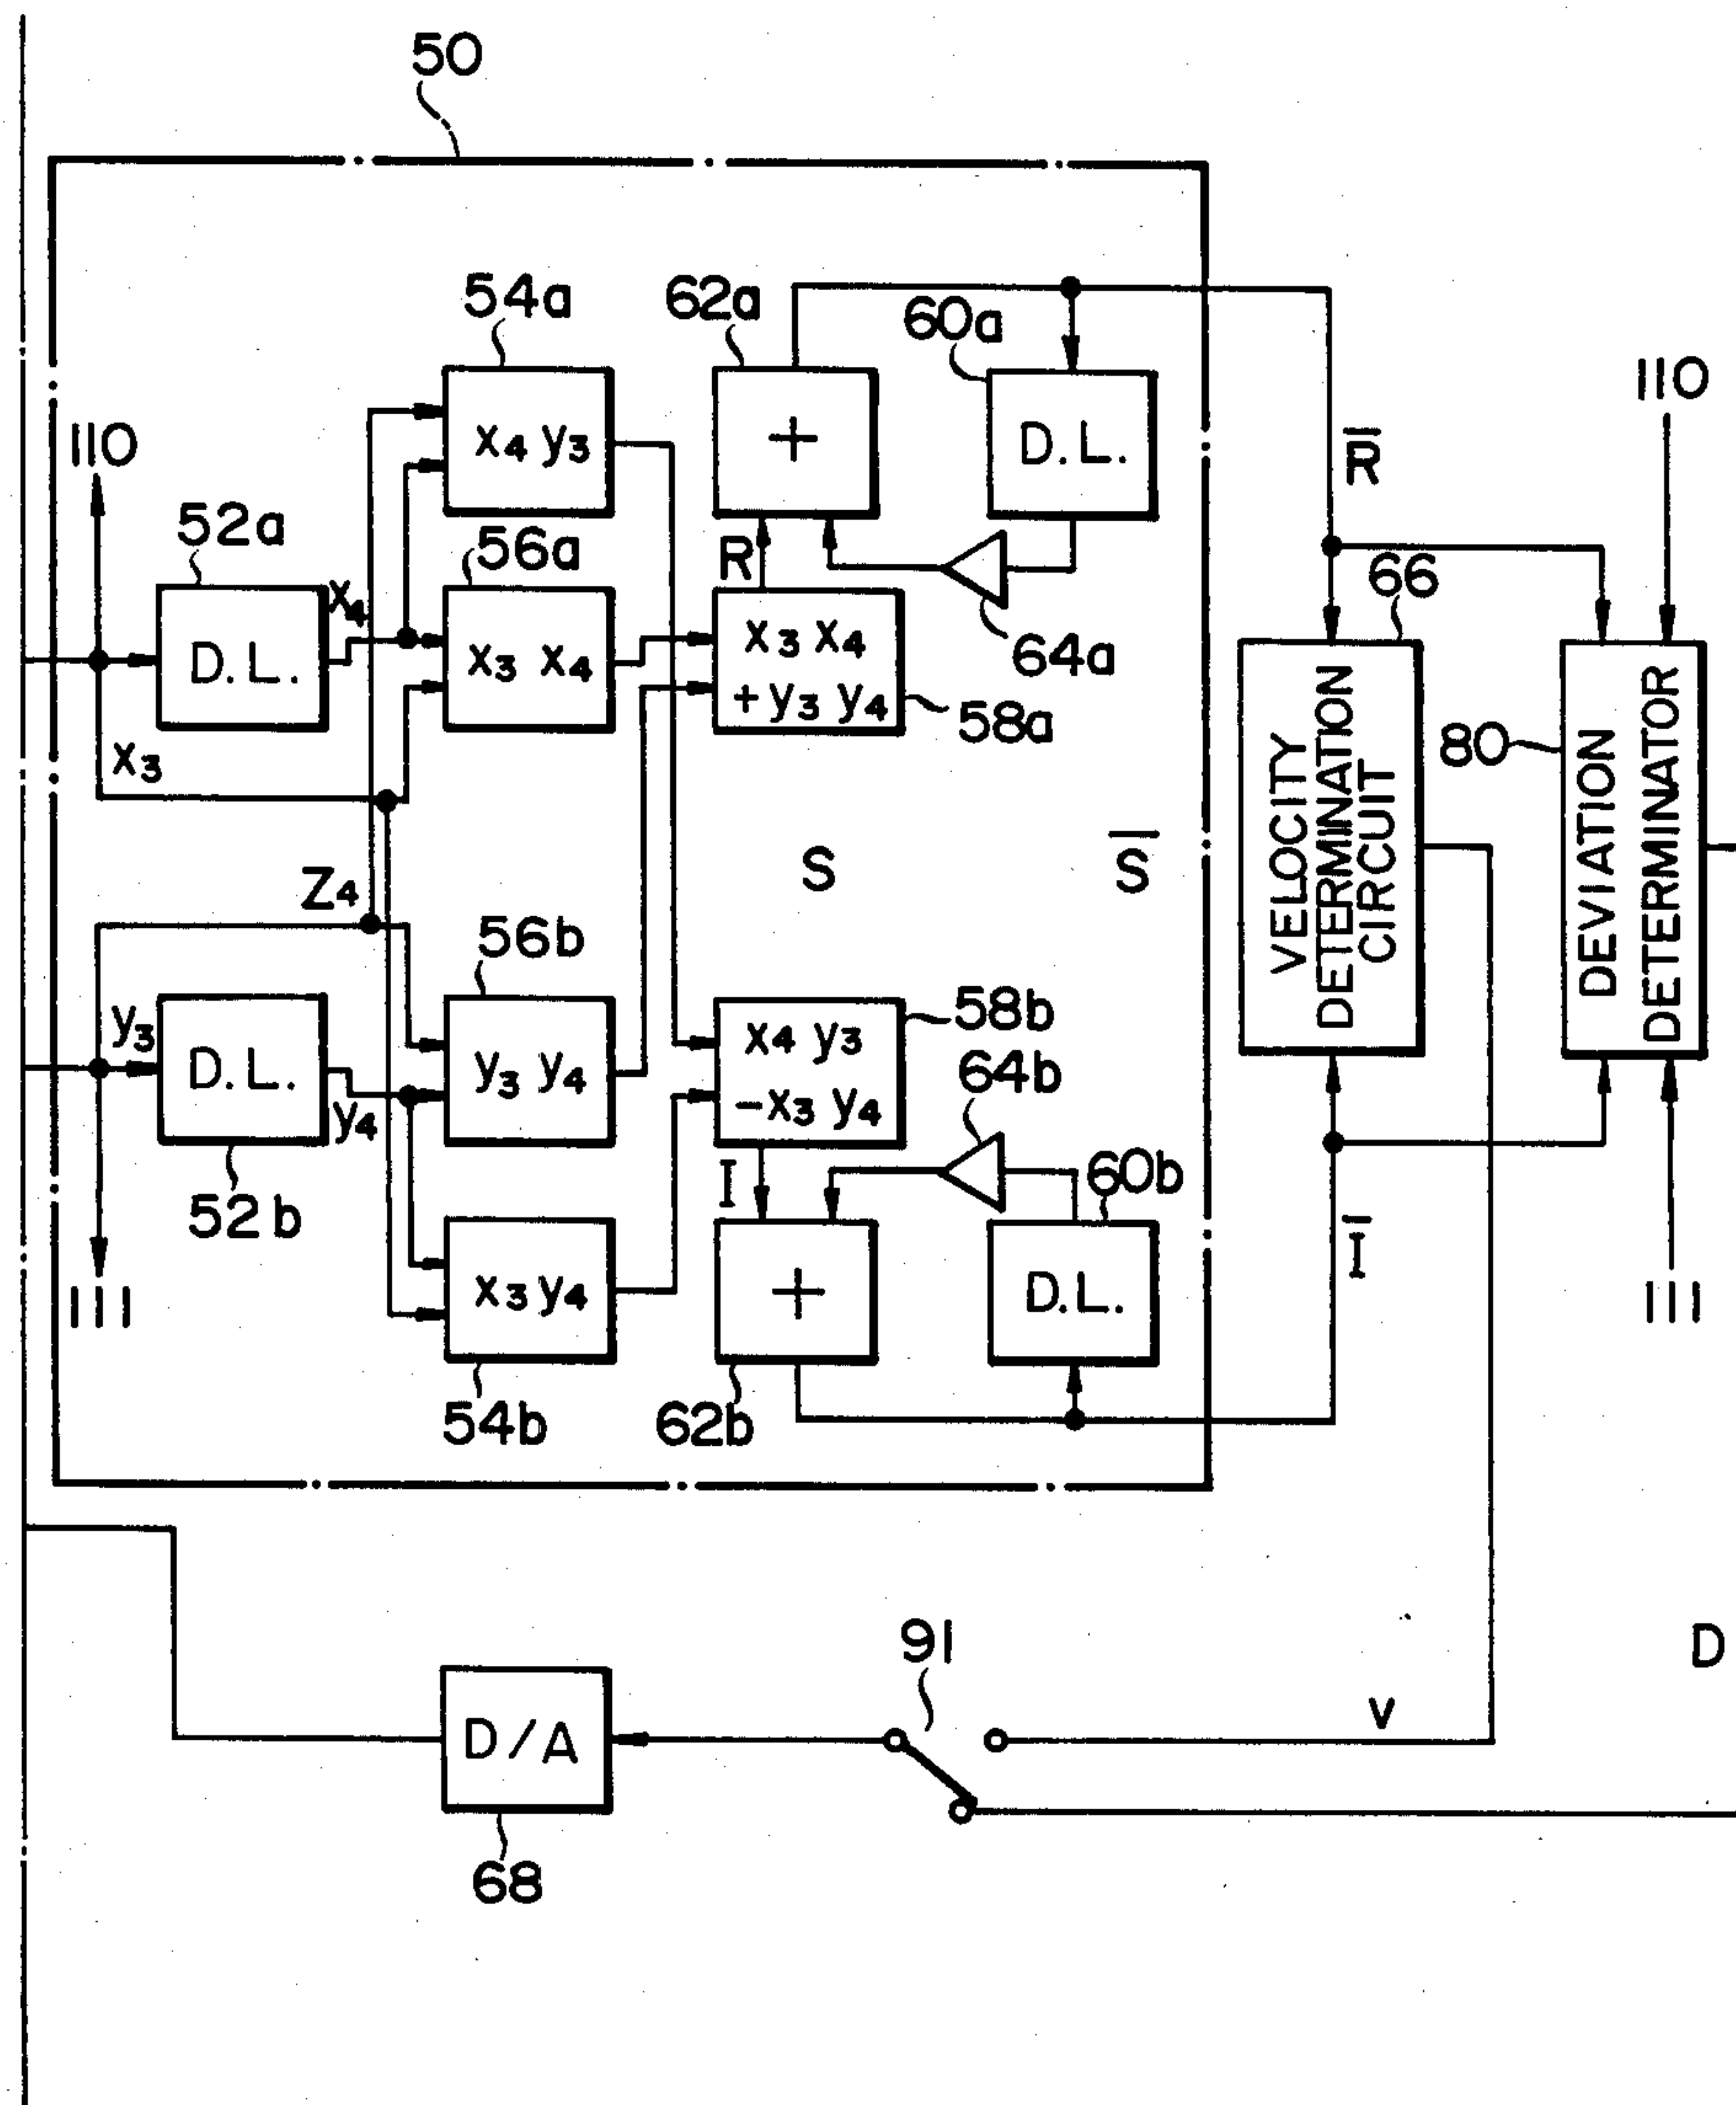 50
54a
62a
60a
110
x4 y3
+
D.L.
R̅
110
52a
56a
R
66
x4
D.L.
x3 x4
x3 x4
+ y3 y4
64a
58a
x3
VELOCITY
DETERMINATION
CIRCUIT
80
DEVIATION
DETERMINATOR
Z4
S
S̅
56b
58b
y3
D.L.
y3 y4
x4 y3
-x3 y4
64b
y4
52b
I
60b
I̅
111
x3 y4
+
D.L.
111
54b
62b
91
D
V
D/A
68